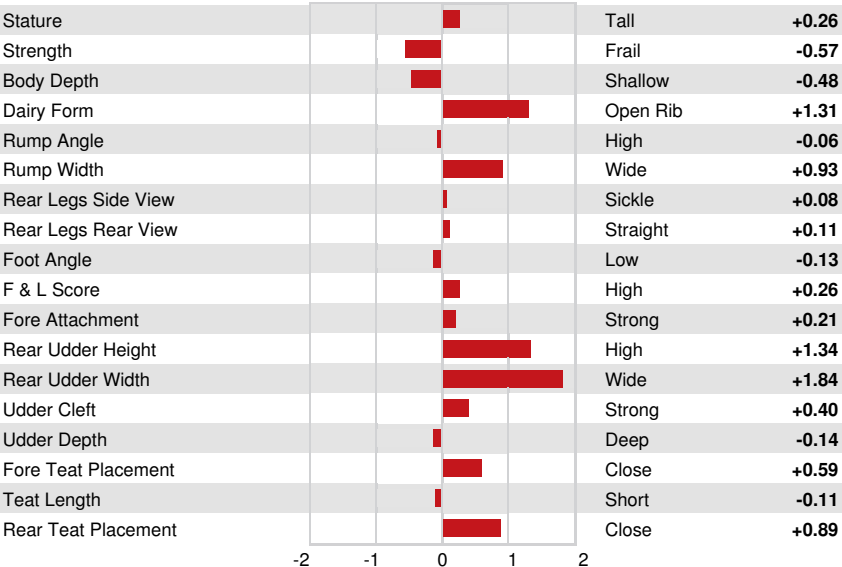 Stature Tall +0.26
Strength Frail -0.57
Body Depth Shallow -0.48
Dairy Form Open Rib +1.31
Rump Angle High -0.06
Rump Width Wide +0.93
Rear Legs Side View Sickle +0.08
Rear Legs Rear View Straight +0.11
Foot Angle Low -0.13
F & L Score High +0.26
Fore Attachment Strong +0.21
Rear Udder Height High +1.34
Rear Udder Width Wide +1.84
Udder Cleft Strong +0.40
Udder Depth Deep -0.14
Fore Teat Placement Close +0.59
Teat Length Short -0.11
Rear Teat Placement Close +0.89
-2 -1 0 1 2